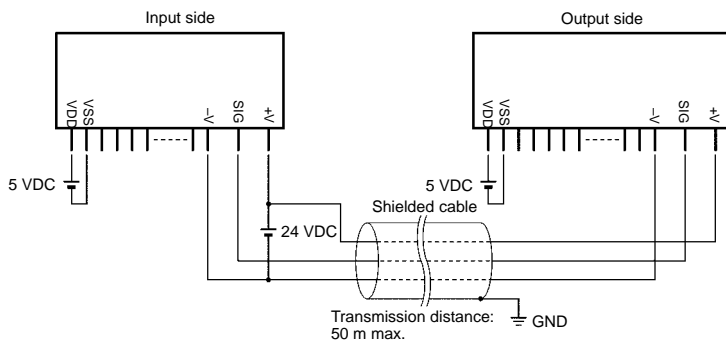 Input side
Output side
VDD
VSS
–V
SIG
+V
VDD
VSS
–V
SIG
+V
5 VDC
5 VDC
Shielded cable
24 VDC
Transmission distance:
50 m max.
GND